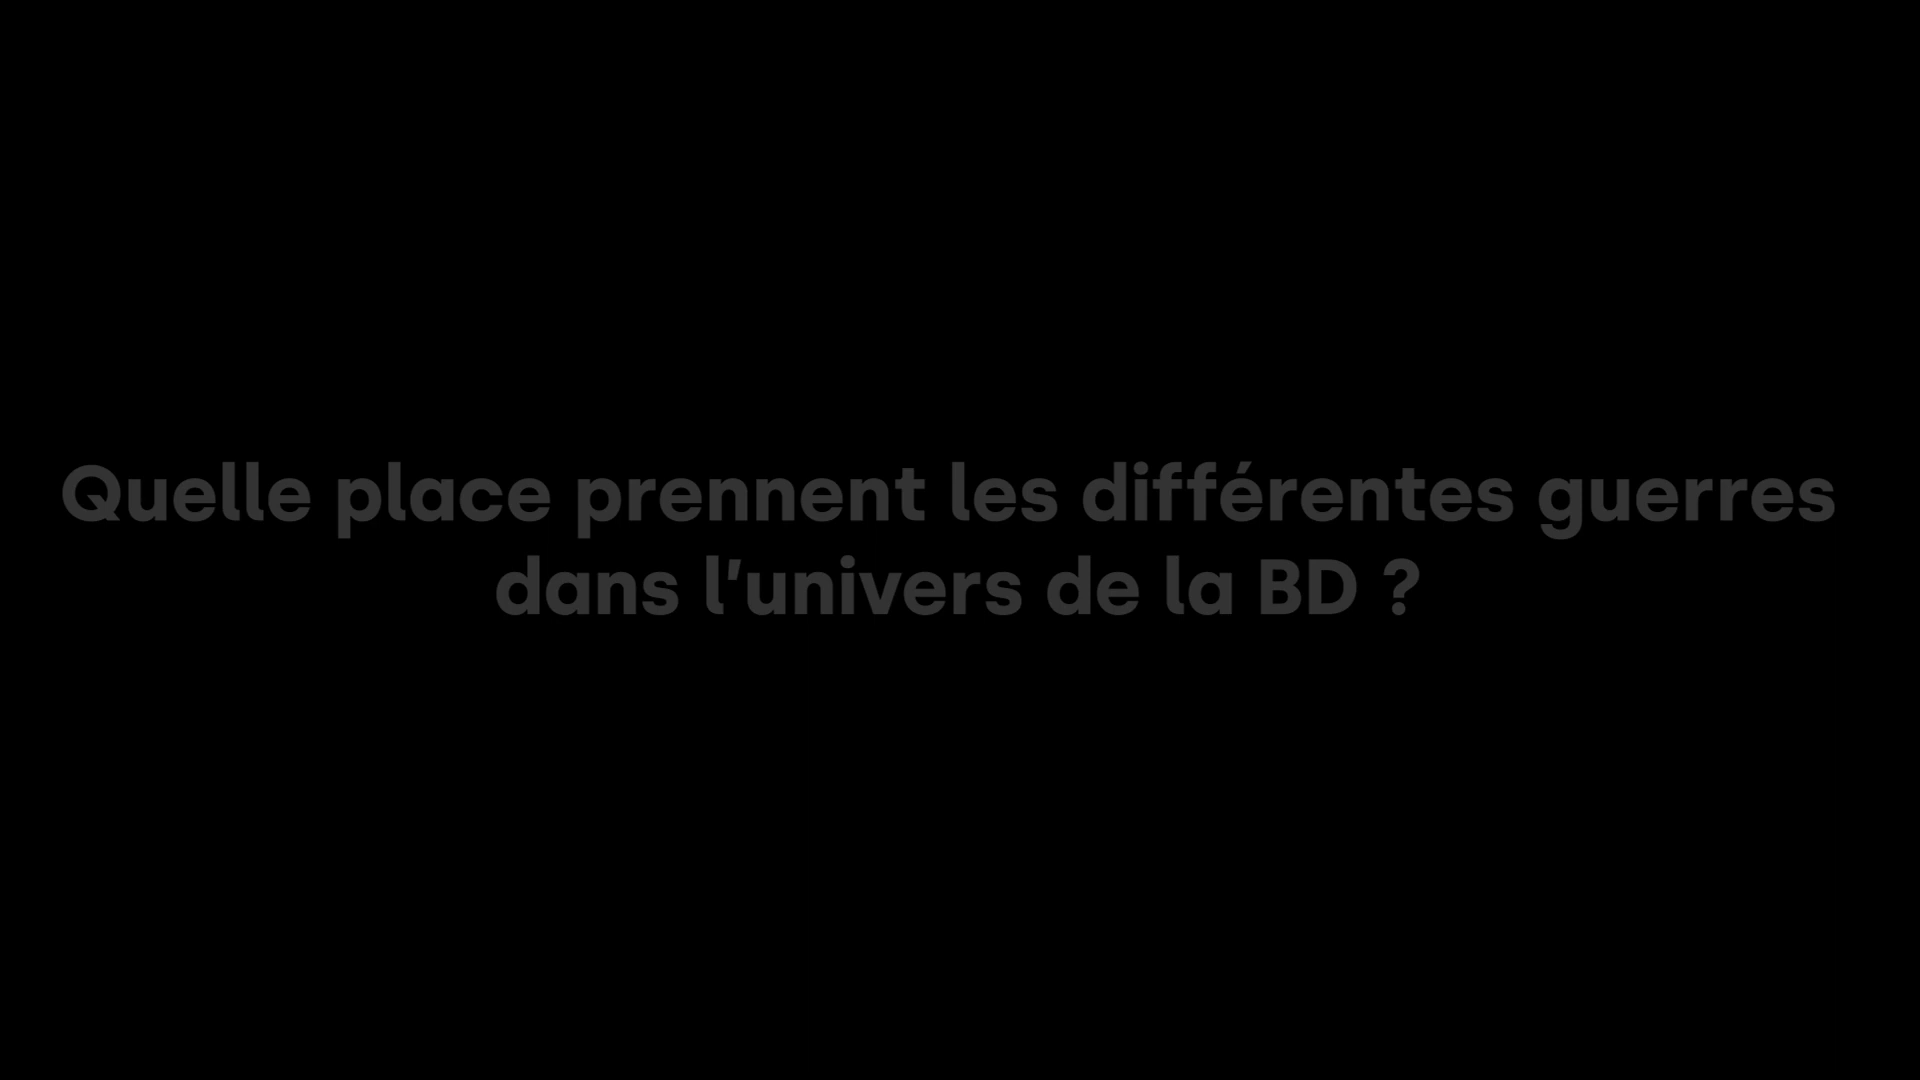 Quelle place prennent les différentes guerres
dans l'univers de la BD ?